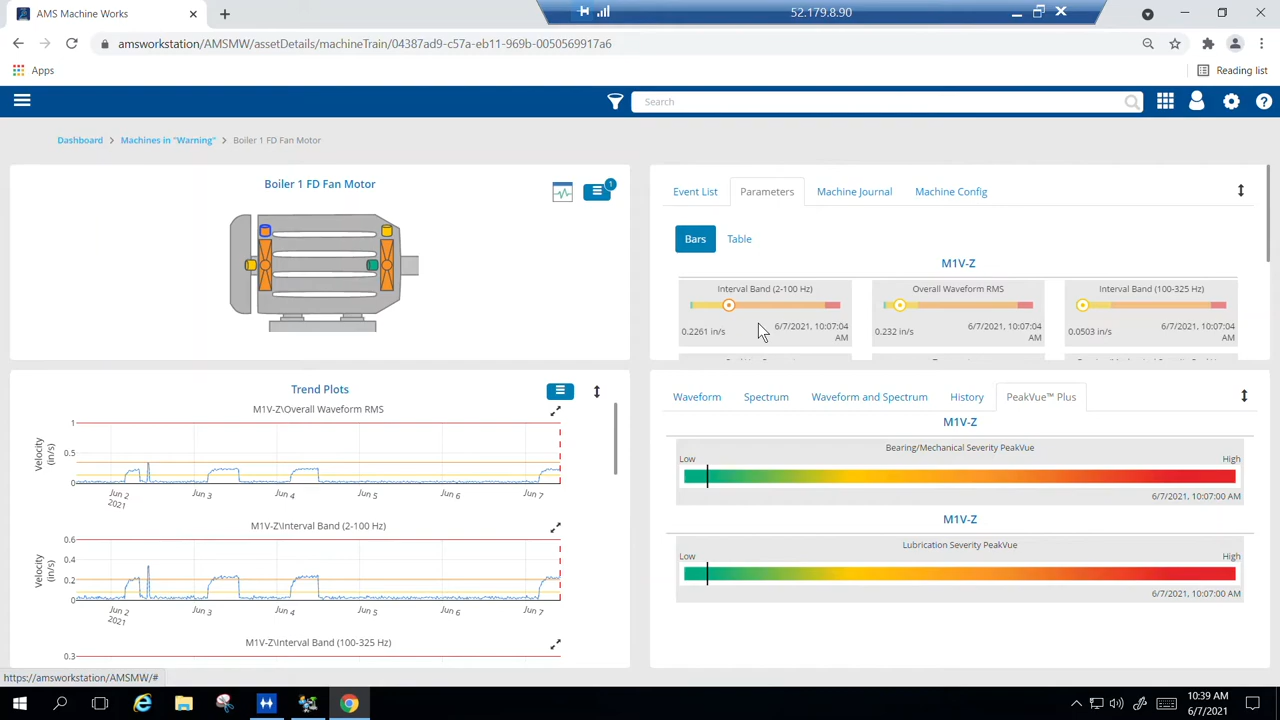 AMS Machine Works
52.179.8.90
amsworkstation/AMSMW/assetDetails/machineTrain/04387ad9-c57a-eb11-969b-0050569917a6
Apps
Reading list
Search
Dashboard > Machines in "Warning" > Boiler 1 FD Fan Motor
Boiler 1 FD Fan Motor
1
Event List Parameters Machine Journal Machine Config
Bars Table
M1V-Z
Interval Band (2-100 Hz)
0.2261 in/s
6/7/2021, 10:07:04
AM
Overall Waveform RMS
0.232 in/s
6/7/2021, 10:07:04
AM
Interval Band (100-325 Hz)
0.0503 in/s
6/7/2021, 10:07:04
AM
Trend Plots
M1V-Z\Overall Waveform RMS
Velocity
(in/s)
1
0.5
0
Jun 2
2021
Jun 3
Jun 4
Jun 5
Jun 6
Jun 7
M1V-Z\Interval Band (2-100 Hz)
Velocity
(in/s)
0.6
0.4
0.2
0
Jun 2
2021
Jun 3
Jun 4
Jun 5
Jun 6
Jun 7
M1V-Z\Interval Band (100-325 Hz)
0.3
Waveform Spectrum Waveform and Spectrum History PeakVue™ Plus
M1V-Z
Bearing/Mechanical Severity PeakVue
Low High
6/7/2021, 10:07:00 AM
M1V-Z
Lubrication Severity PeakVue
Low High
6/7/2021, 10:07:00 AM
https://amsworkstation/AMSMW/#
10:39 AM
6/7/2021